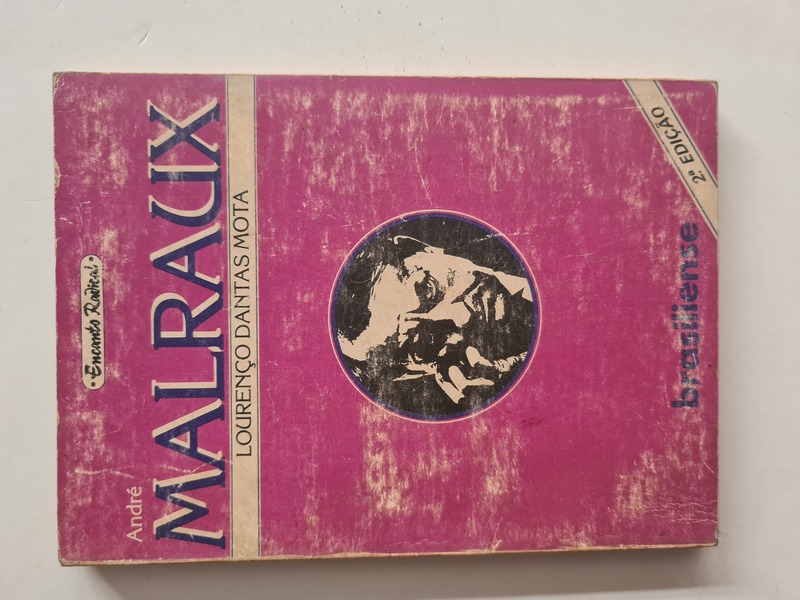 Encanto Radical
André
MALRAUX
LOURENÇO DANTAS MOTA
brasiliense
2ª EDIÇÃO